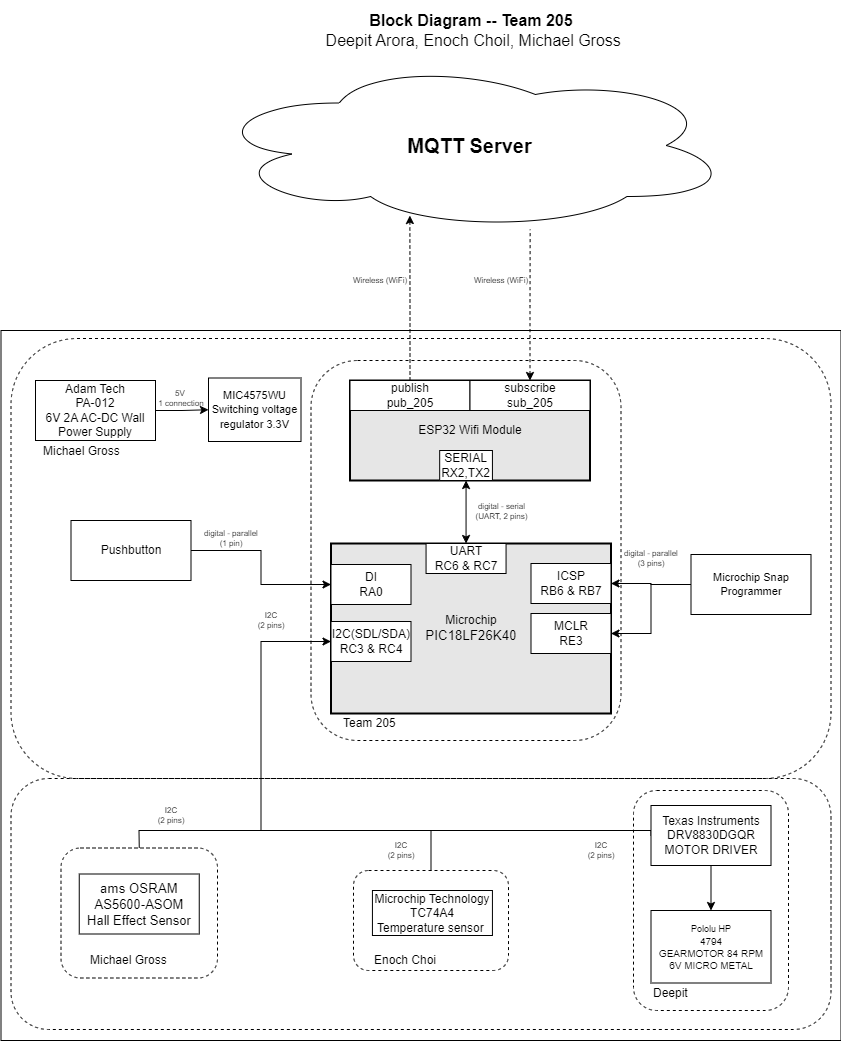 Block Diagram -- Team 205
Deepit Arora, Enoch Choil, Michael Gross
MQTT Server
Wireless (WiFi)
Wireless (WiFi)
Adam Tech
PA-012
6V 2A AC-DC Wall
Power Supply
Michael Gross
5V
1 connection
MIC4575WU
Switching voltage
regulator 3.3V
publish
pub_205
subscribe
sub_205
ESP32 Wifi Module
SERIAL
RX2,TX2
digital - serial
(UART, 2 pins)
Pushbutton
digital - parallel
(1 pin)
UART
RC6 & RC7
DI
RA0
ICSP
RB6 & RB7
digital - parallel
(3 pins)
Microchip Snap
Programmer
I2C
(2 pins)
I2C(SDL/SDA)
RC3 & RC4
Microchip
PIC18LF26K40
MCLR
RE3
Team 205
I2C
(2 pins)
I2C
(2 pins)
I2C
(2 pins)
Texas Instruments
DRV8830DGQR
MOTOR DRIVER
ams OSRAM
AS5600-ASOM
Hall Effect Sensor
Michael Gross
Microchip Technology
TC74A4
Temperature sensor
Enoch Choi
Pololu HP
4794
GEARMOTOR 84 RPM
6V MICRO METAL
Deepit